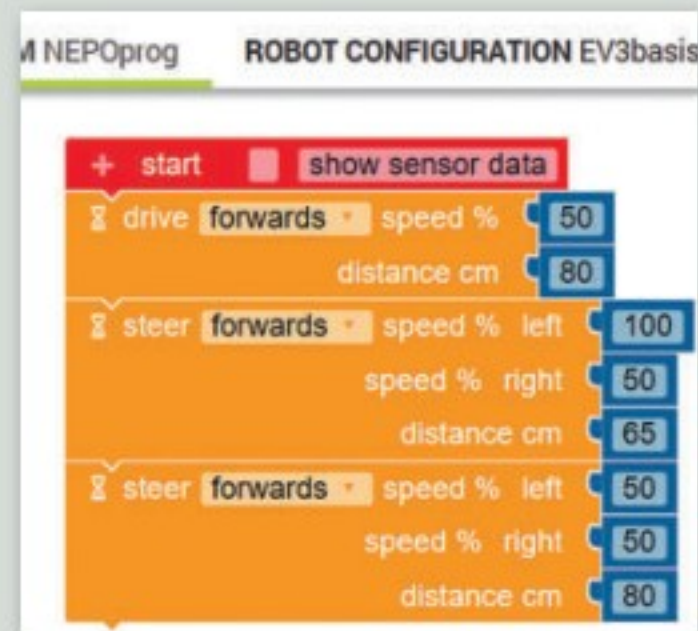 NEPOprog ROBOT CONFIGURATION EV3basis
+ start show sensor data
drive forwards speed % 50
distance cm 80
steer forwards speed % left 100
speed % right 50
distance cm 65
steer forwards speed % left 50
speed % right 50
distance cm 80